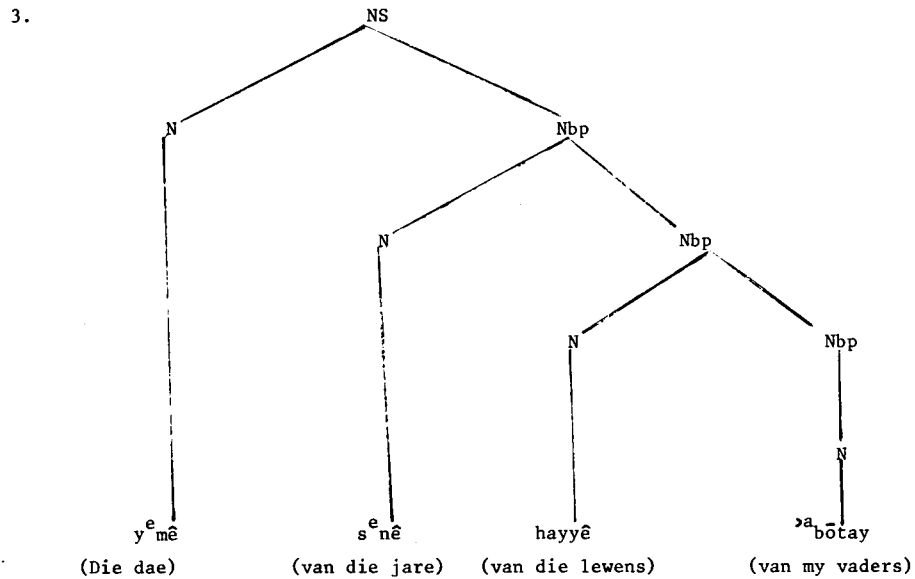 3.
NS
N Nbp
N Nbp
N Nbp
N
yᵉmê sᵉnê hayyê ʾᵃbōtay
(Die dae) (van die jare) (van die lewens) (van my vaders)